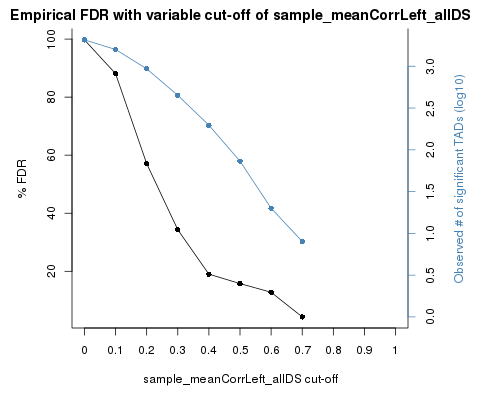 Empirical FDR with variable cut-off of sample_meanCorrLeft_allDS
% FDR
100
80
60
40
20
3.0
2.5
2.0
1.5
1.0
0.5
0.0
Observed # of significant TADs (log10)
0 0.1 0.2 0.3 0.4 0.5 0.6 0.7 0.8 0.9 1
sample_meanCorrLeft_allDS cut-off